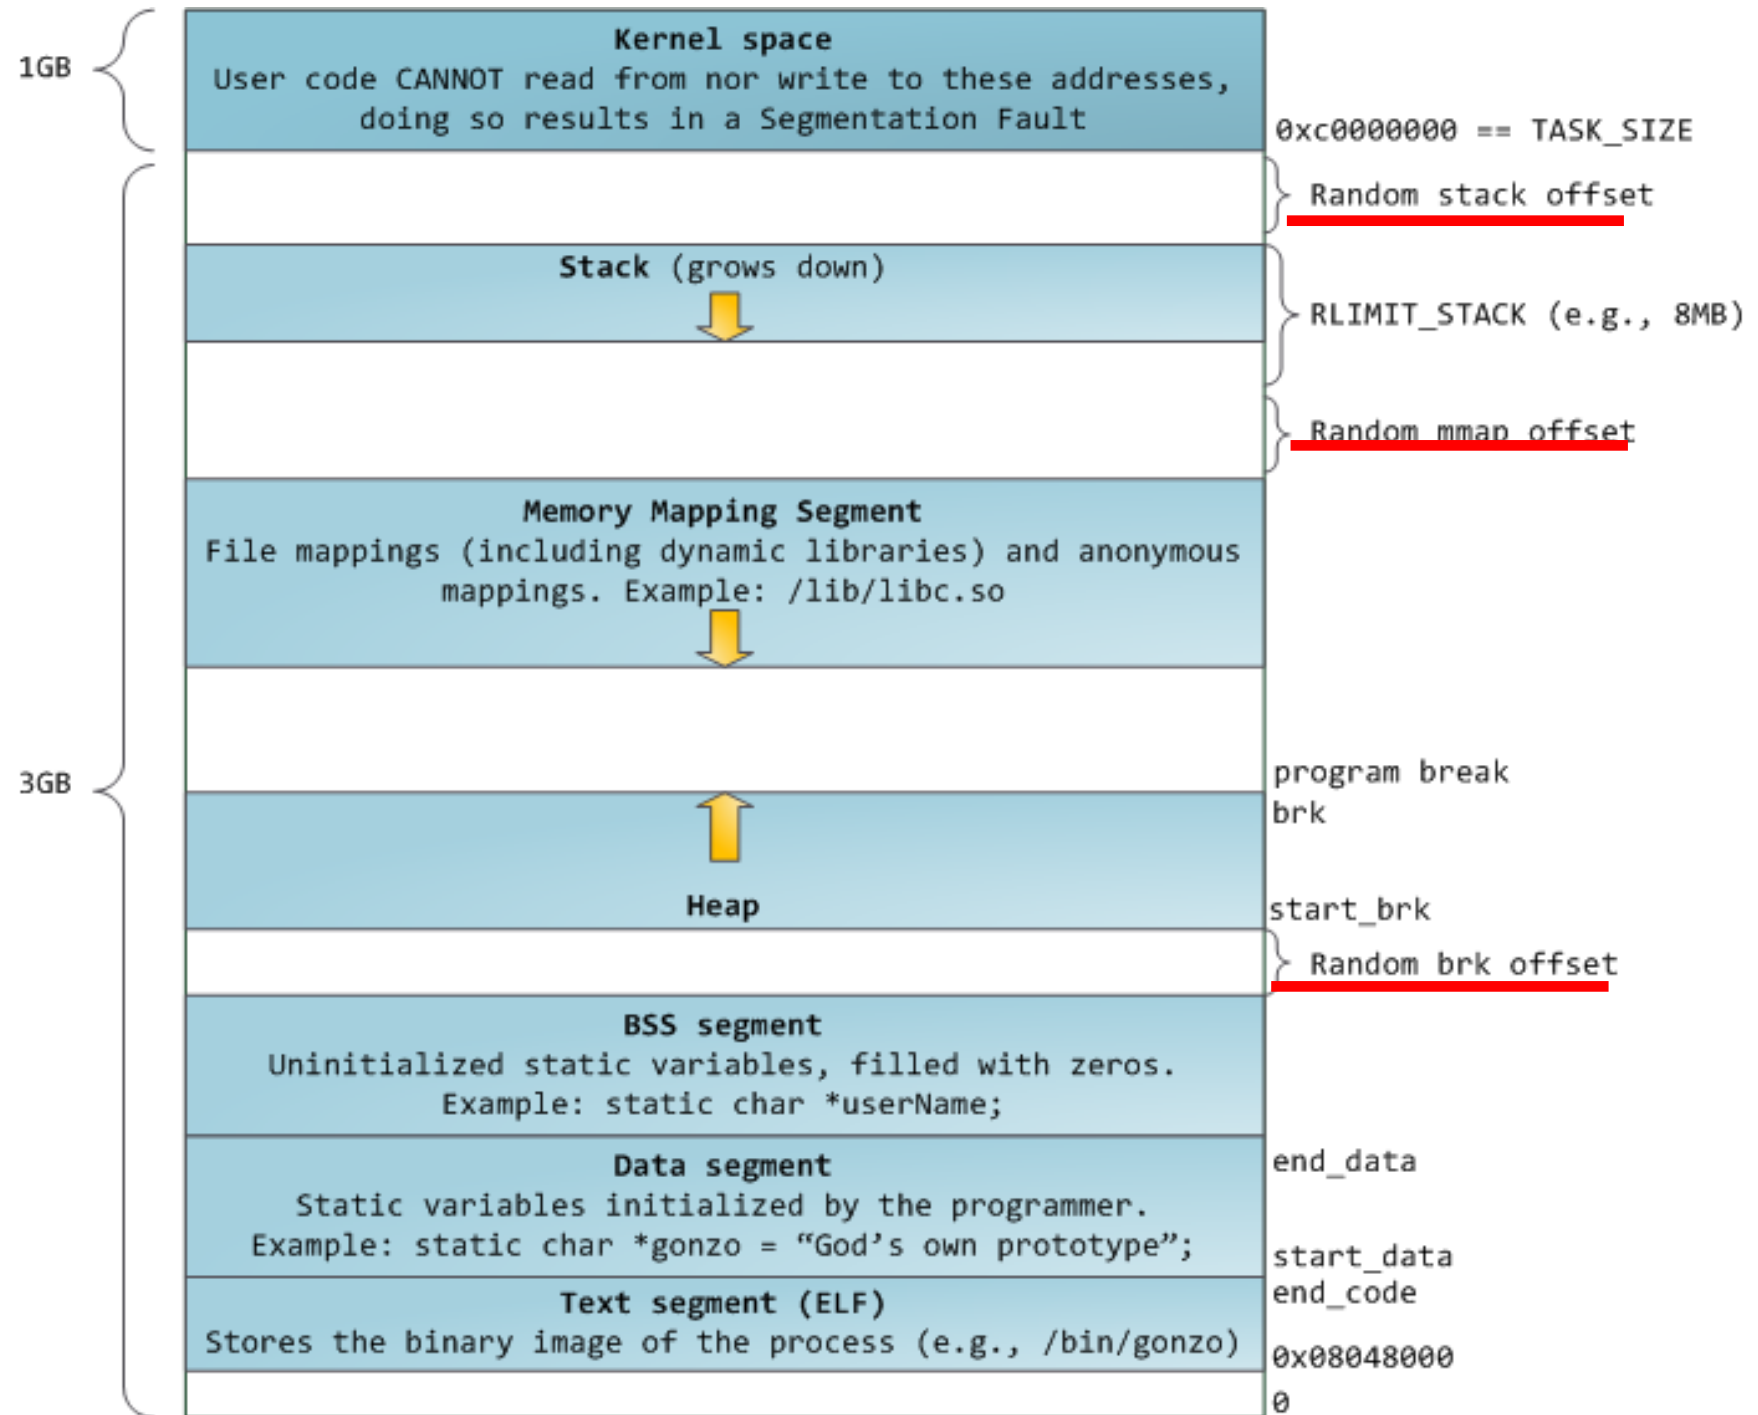 Kernel space
User code CANNOT read from nor write to these addresses,
doing so results in a Segmentation Fault
1GB
0xc0000000 == TASK_SIZE
Random stack offset
Stack (grows down)
RLIMIT_STACK (e.g., 8MB)
Random mmap offset
Memory Mapping Segment
File mappings (including dynamic libraries) and anonymous
mappings. Example: /lib/libc.so
3GB
program break
brk
Heap
start_brk
Random brk offset
BSS segment
Uninitialized static variables, filled with zeros.
Example: static char *userName;
Data segment
Static variables initialized by the programmer.
Example: static char *gonzo = “God’s own prototype”;
end_data
start_data
end_code
Text segment (ELF)
Stores the binary image of the process (e.g., /bin/gonzo)
0x08048000
0